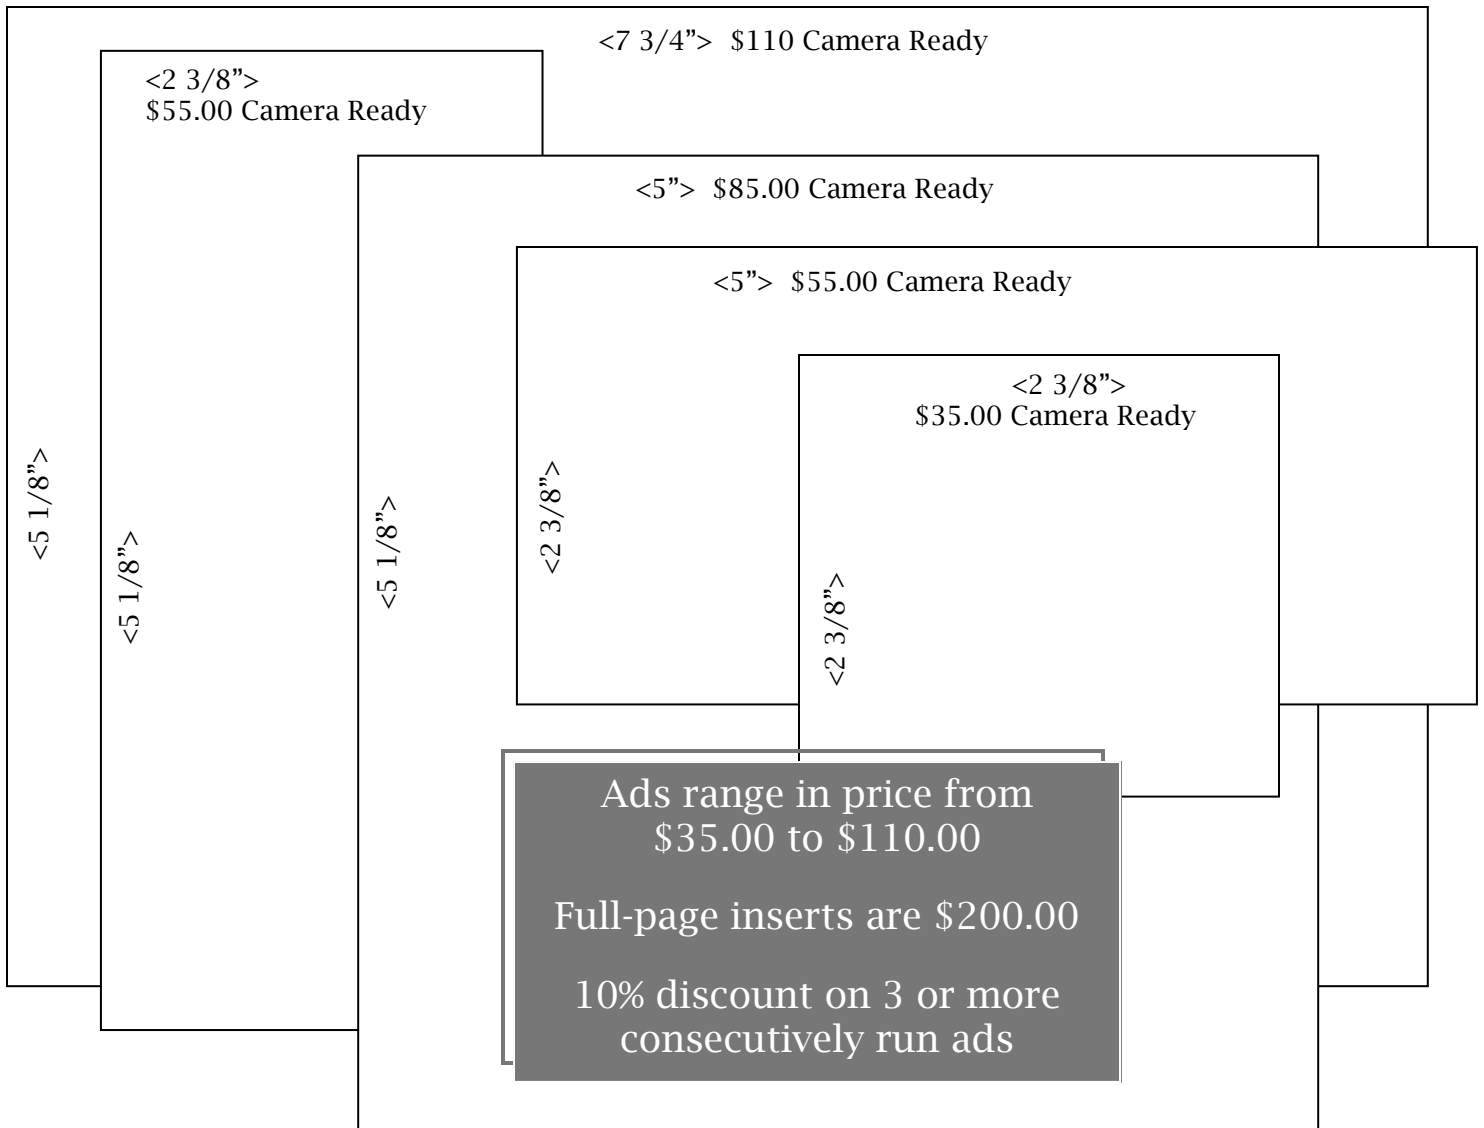 <7 3/4”>  $110 Camera Ready
<2 3/8”>
$55.00 Camera Ready
<5”>  $85.00 Camera Ready
<5”>  $55.00 Camera Ready
<2 3/8”>
$35.00 Camera Ready
<5 1/8”>
<5 1/8”>
<5 1/8”>
<2 3/8”>
<2 3/8”>
Ads range in price from
$35.00 to $110.00
Full-page inserts are $200.00
10% discount on 3 or more
consecutively run ads